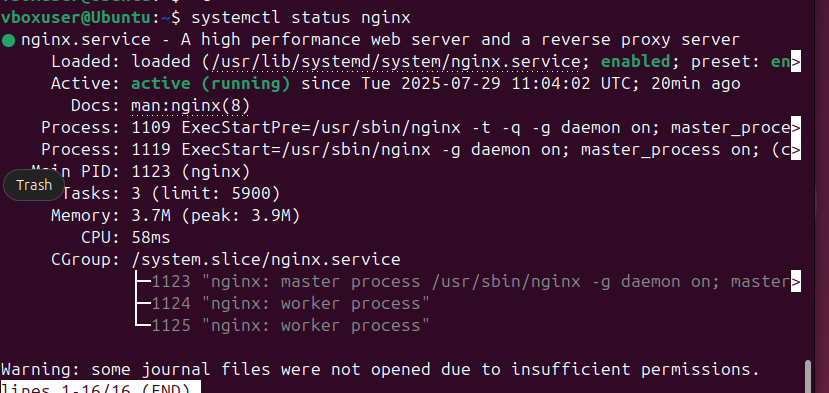 vboxuser@Ubuntu:~$ systemctl status nginx
● nginx.service - A high performance web server and a reverse proxy server
Loaded: loaded (/usr/lib/systemd/system/nginx.service; enabled; preset: en>
Active: active (running) since Tue 2025-07-29 11:04:02 UTC; 20min ago
Docs: man:nginx(8)
Process: 1109 ExecStartPre=/usr/sbin/nginx -t -q -g daemon on; master_proce>
Process: 1119 ExecStart=/usr/sbin/nginx -g daemon on; master_process on; (c>
Main PID: 1123 (nginx)
Trash
Tasks: 3 (limit: 5900)
Memory: 3.7M (peak: 3.9M)
CPU: 58ms
CGroup: /system.slice/nginx.service
├─1123 "nginx: master process /usr/sbin/nginx -g daemon on; master>
├─1124 "nginx: worker process"
└─1125 "nginx: worker process"
Warning: some journal files were not opened due to insufficient permissions.
lines 1-16/16 (END)